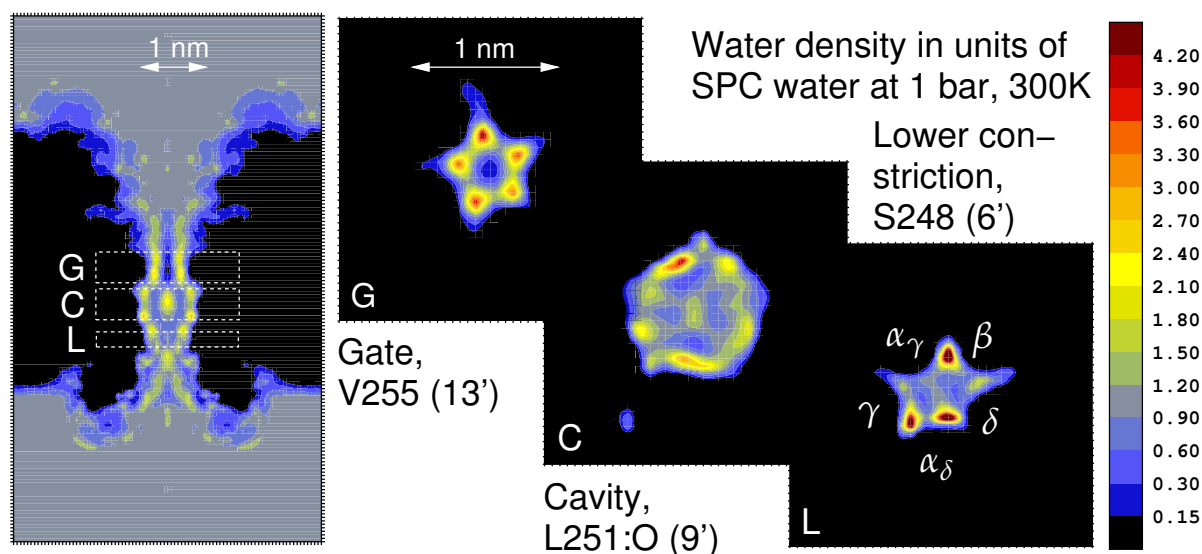 1 nm
G
C
L
1 nm
G
Gate,
V255 (13’)
C
Cavity,
L251:O (9’)
Water density in units of
SPC water at 1 bar, 300K
Lower con−
striction,
S248 (6’)
αγ
β
γ
δ
αδ
L
4.20
3.90
3.60
3.30
3.00
2.70
2.40
2.10
1.80
1.50
1.20
0.90
0.60
0.30
0.15